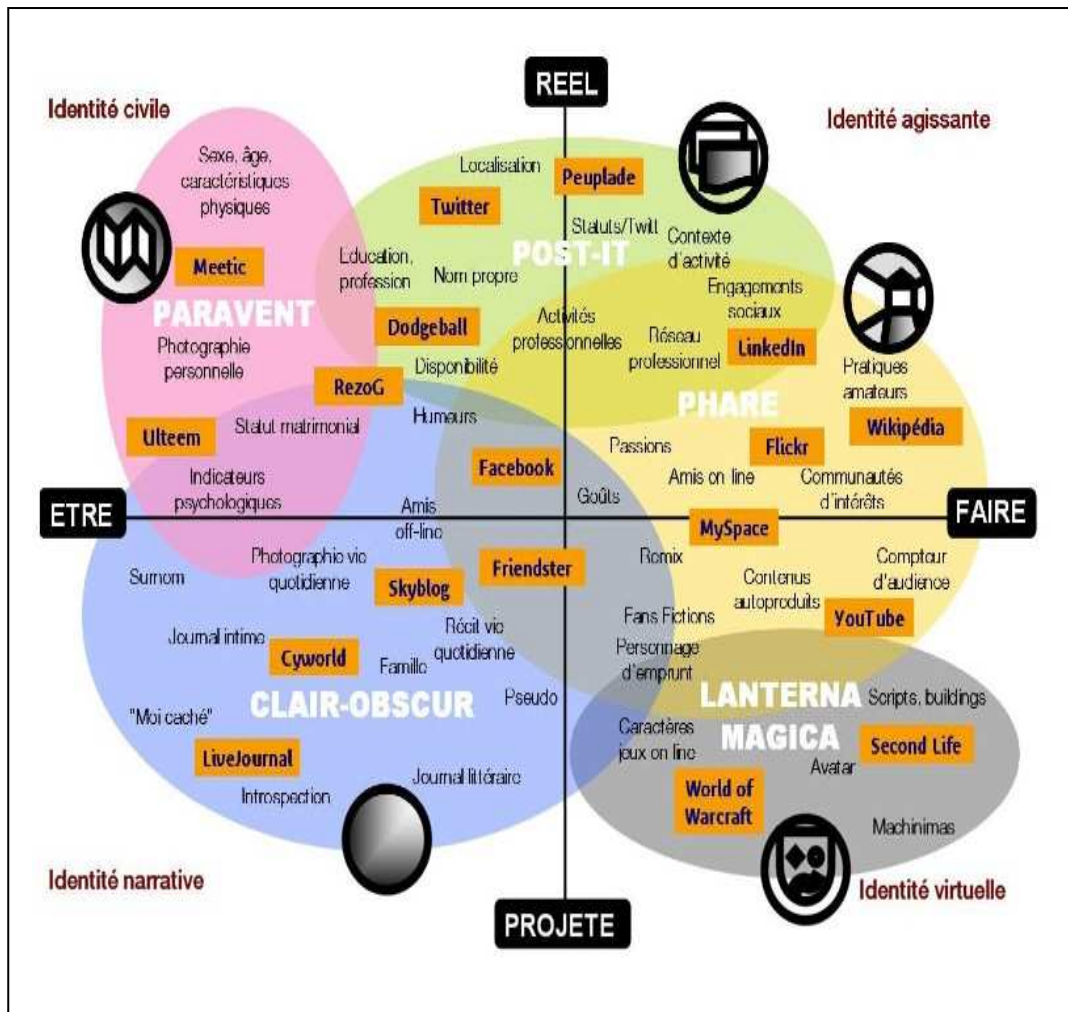 REEL
Identité civile
Identité agissante
Sexe, âge,
caractéristiques
physiques
Localisation
Peuplade
Twitter
Statuts/Twitt
Contexte
d'activité
POST-IT
Education,
profession
Nom propre
Meetic
Engagements
sociaux
PARAVENT
Dodgeball
Activités
professionnelles
Réseau
professionnel
LinkedIn
Photographie
personnelle
Disponibilité
Pratiques
amateurs
RezoG
PHARE
Humeurs
Wikipédia
Ulteem
Statut matrimonial
Passions
Flickr
Facebook
Indicateurs
psychologiques
Amis on line
Communautés
d'intérêts
Goûts
ETRE
Amis
off-line
MySpace
FAIRE
Surnom
Photographie vie
quotidienne
Skyblog
Friendster
Remix
Contenus
autoproduits
Compteur
d'audience
YouTube
Journal intime
Cyworld
Famille
Récit vie
quotidienne
Fans Fictions
Personnage
d'emprunt
CLAIR-OBSCUR
Pseudo
LANTERNA
MAGICA
Scripts, buildings
"Moi caché"
LiveJournal
Introspection
Journal littéraire
Caractères
jeux on line
Second Life
Avatar
World of
Warcraft
Machinimas
Identité narrative
Identité virtuelle
PROJETE